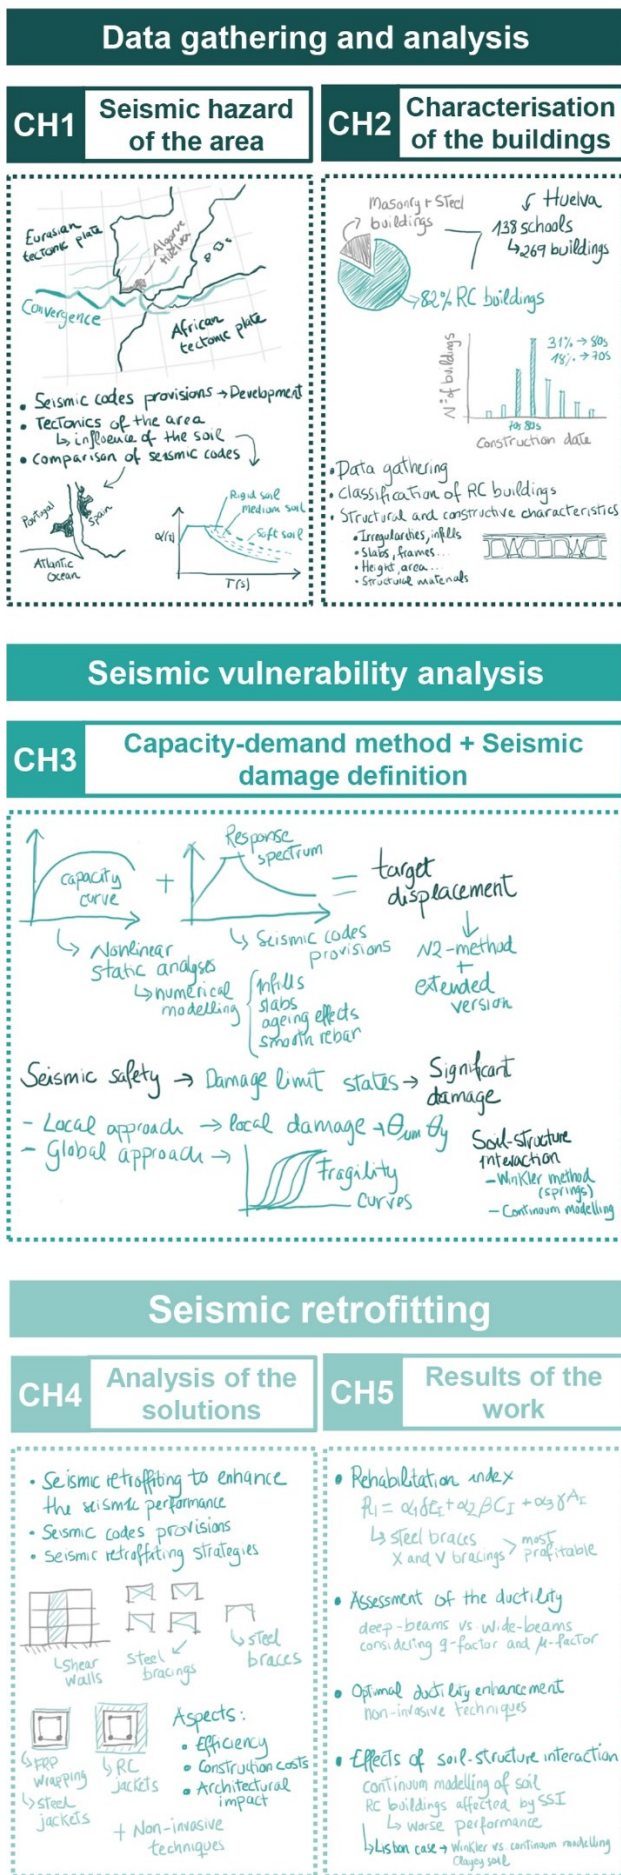 Data gathering and analysis
CH1
Seismic hazard
of the area
Eurasian
tectonic plate
Algarve
Huelva
Convergence
African
tectonic plate
• Seismic codes provisions → Development
• Tectonics of the area
↳ influence of the soil
• Comparison of seismic codes
Portugal
Spain
Atlantic
Ocean
Rigid soil
medium soil
Soft soil
T(s)
CH2
Characterisation
of the buildings
Masonry + Steel
buildings
Huelva
138 schools
↳ 269 buildings
82% RC buildings
Nº of buildings
31% → 80s
18% → 70s
70s 80s
Construction date
• Data gathering
• Classification of RC buildings
• Structural and constructive characteristics
• Irregularities, infills
• Slabs, frames...
• Height, area...
• Structural materials
Seismic vulnerability analysis
CH3
Capacity-demand method + Seismic
damage definition
capacity
curve
+
Response
spectrum
=
target
displacement
↳ Nonlinear
static analyses
↳ numerical
modelling
infills
slabs
ageing effects
smooth rebar
↳ Seismic codes
provisions
N2-method
+
extended
version
Seismic safety → Damage limit states → Significant
damage
- Local approach → local damage → θum θy
- Global approach →
Fragility
curves
Soil-structure
interaction
- Winkler method
(springs)
- Continuum modelling
Seismic retrofitting
CH4
Analysis of the
solutions
• Seismic retroffiting to enhance
the seismic performance
• Seismic codes provisions
• Seismic retroffiting strategies
↳ Shear
walls
Steel
bracings
↳ steel
braces
↳ FRP
wrapping
↳ steel
jackets
↳ RC
jackets
Aspects:
• Efficiency
• Construction costs
• Architectural
impact
+ Non-invasive
techniques
CH5
Results of the
work
• Rehabilitation index
↳ steel braces
X and V bracings > most
profitable
• Assessment of the ductility
deep-beams vs wide-beams
considering q-factor and μ-factor
• Optimal ductility enhancement
non-invasive techniques
• Effects of soil-structure interaction
continuum modelling of soil
RC buildings affected by SSI
↳ worse performance
↳ Lisbon case → Winkler vs. continuum modelling
Clayey soil